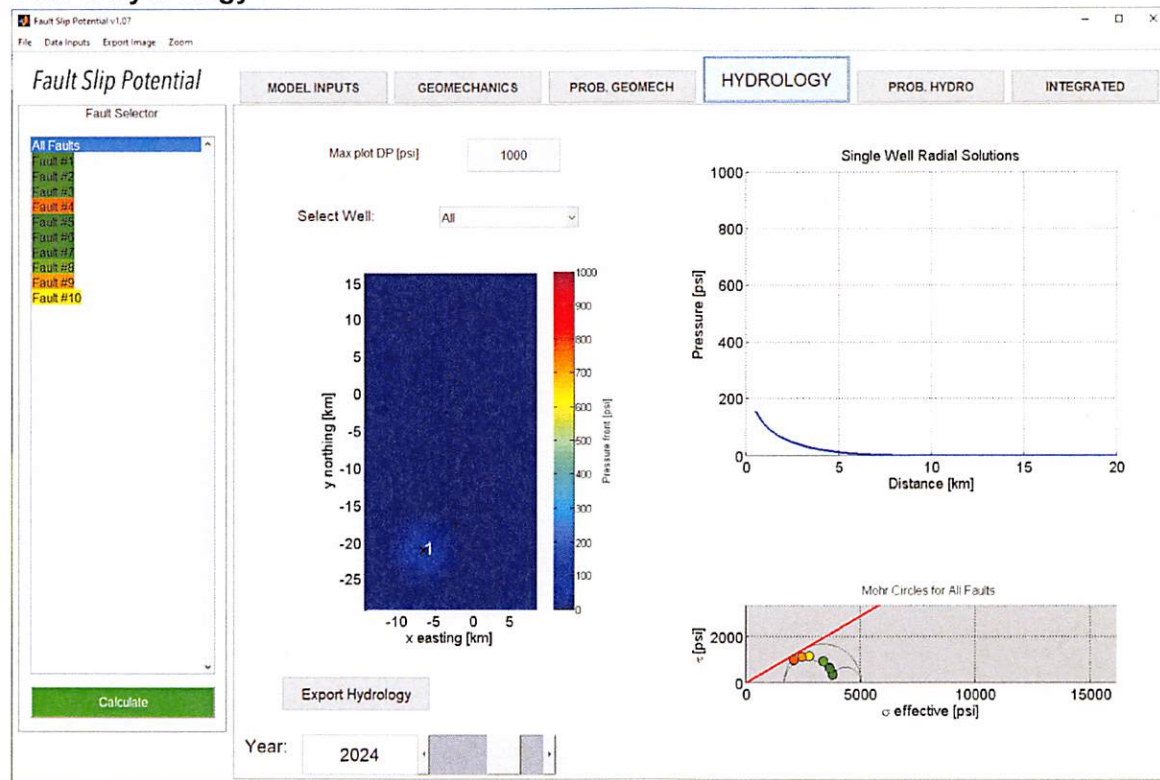 Fault Slip Potential v1.07
File Data Inputs Export Image Zoom
Fault Slip Potential
MODEL INPUTS GEOMECHANICS PROB. GEOMECH HYDROLOGY PROB. HYDRO INTEGRATED
Fault Selector
All Faults
Fault #1
Fault #2
Fault #3
Fault #4
Fault #5
Fault #6
Fault #7
Fault #8
Fault #9
Fault #10
Calculate
Max plot DP [psi] 1000
Select Well: All
15
10
5
0
-5
-10
-15
-20
-25
y northing [km]
1
-10 -5 0 5
x easting [km]
1000
900
800
700
600
500
400
300
200
100
0
Pressure front [psi]
Export Hydrology
Year: 2024
Single Well Radial Solutions
1000
800
600
400
200
0
Pressure [psi]
0 5 10 15 20
Distance [km]
Mohr Circles for All Faults
2000
0
τ [psi]
0 5000 10000 15000
σ effective [psi]